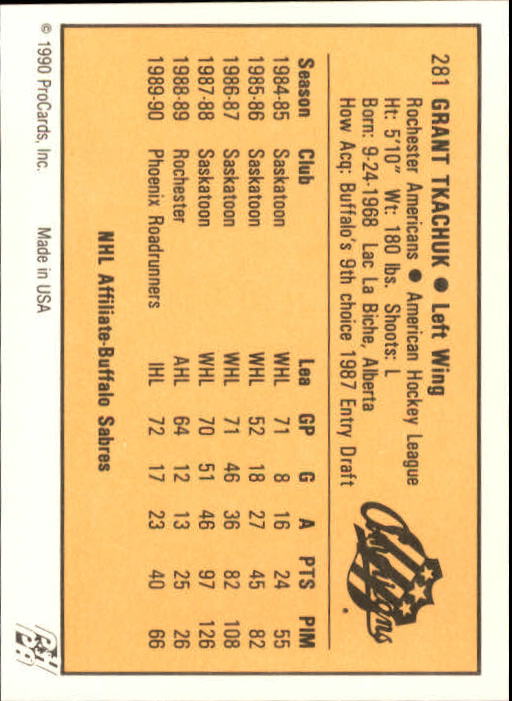 281 GRANT TKACHUK ● Left Wing
Rochester Americans ● American Hockey League
Ht: 5'10" Wt: 180 lbs. Shoots: L
Born: 9-24-1968 Lac La Biche, Alberta
How Acq: Buffalo's 9th choice 1987 Entry Draft
Americans
Season Club Lea GP G A PTS PIM
1984-85 Saskatoon WHL 71 8 16 24 55
1985-86 Saskatoon WHL 52 18 27 45 82
1986-87 Saskatoon WHL 71 46 36 82 108
1987-88 Saskatoon WHL 70 51 46 97 126
1988-89 Rochester AHL 64 12 13 25 26
1989-90 Phoenix Roadrunners IHL 72 17 23 40 66
NHL Affiliate-Buffalo Sabres
© 1990 ProCards, Inc. Made in USA